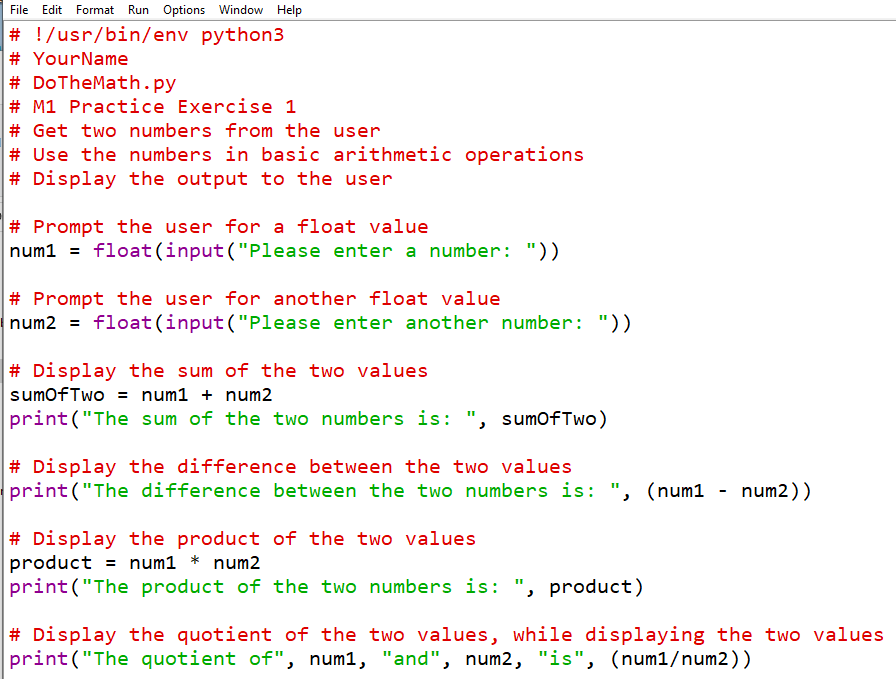 File Edit Format Run Options Window Help
# !/usr/bin/env python3
# YourName
# DoTheMath.py
# M1 Practice Exercise 1
# Get two numbers from the user
# Use the numbers in basic arithmetic operations
# Display the output to the user
# Prompt the user for a float value
num1 = float(input("Please enter a number: "))
# Prompt the user for another float value
num2 = float(input("Please enter another number: "))
# Display the sum of the two values
sumOfTwo = num1 + num2
print("The sum of the two numbers is: ", sumOfTwo)
# Display the difference between the two values
print("The difference between the two numbers is: ", (num1 - num2))
# Display the product of the two values
product = num1 * num2
print("The product of the two numbers is: ", product)
# Display the quotient of the two values, while displaying the two values
print("The quotient of", num1, "and", num2, "is", (num1/num2))